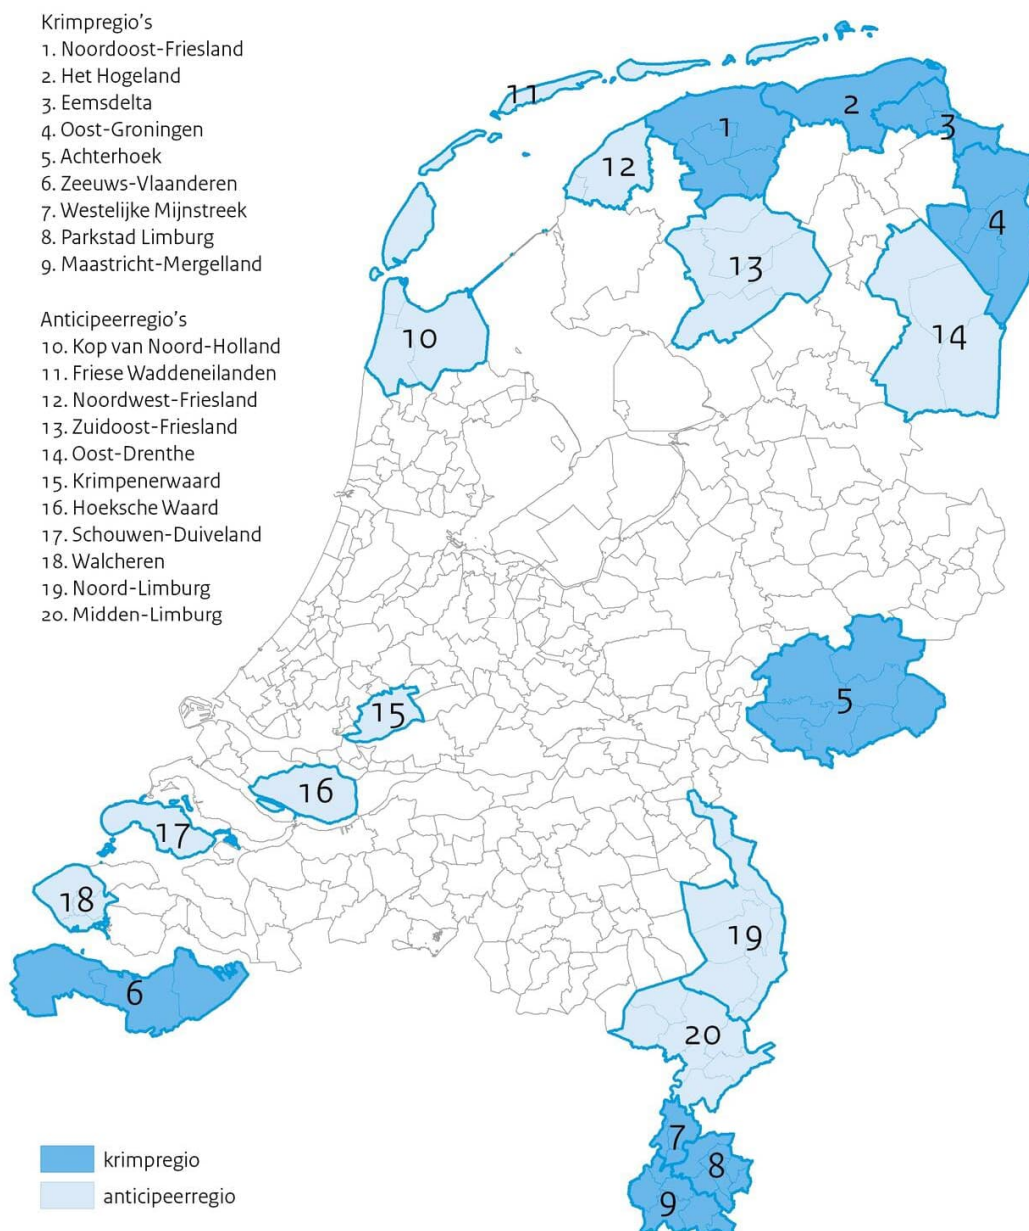 Krimpregio's
1. Noordoost-Friesland
2. Het Hogeland
3. Eemsdelta
4. Oost-Groningen
5. Achterhoek
6. Zeeuws-Vlaanderen
7. Westelijke Mijnstreek
8. Parkstad Limburg
9. Maastricht-Mergelland
Anticipeerregio's
10. Kop van Noord-Holland
11. Friese Waddeneilanden
12. Noordwest-Friesland
13. Zuidoost-Friesland
14. Oost-Drenthe
15. Krimpenerwaard
16. Hoeksche Waard
17. Schouwen-Duiveland
18. Walcheren
19. Noord-Limburg
20. Midden-Limburg
11
1
2
3
12
4
13
10
14
5
15
16
17
18
19
6
20
7
8
9
krimpregio
anticipeerregio